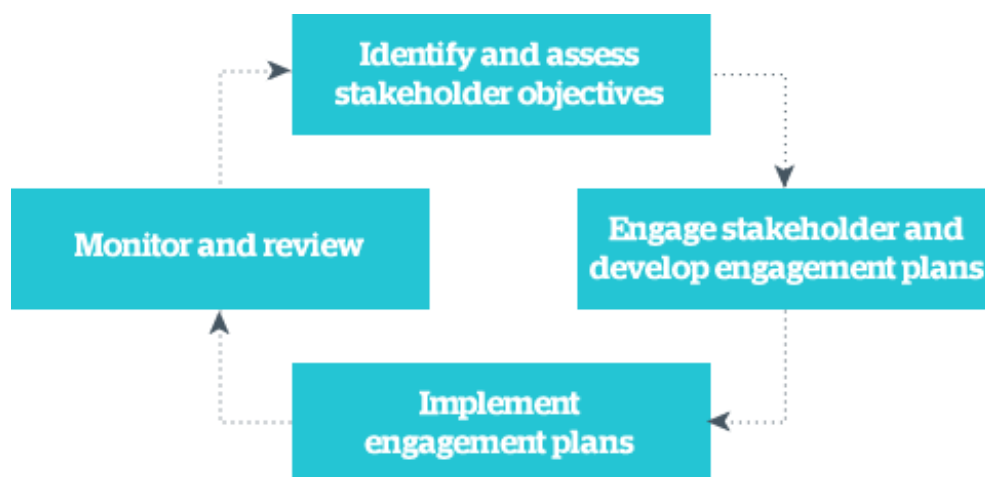 Identify and assess
stakeholder objectives
Engage stakeholder and
develop engagement plans
Implement
engagement plans
Monitor and review